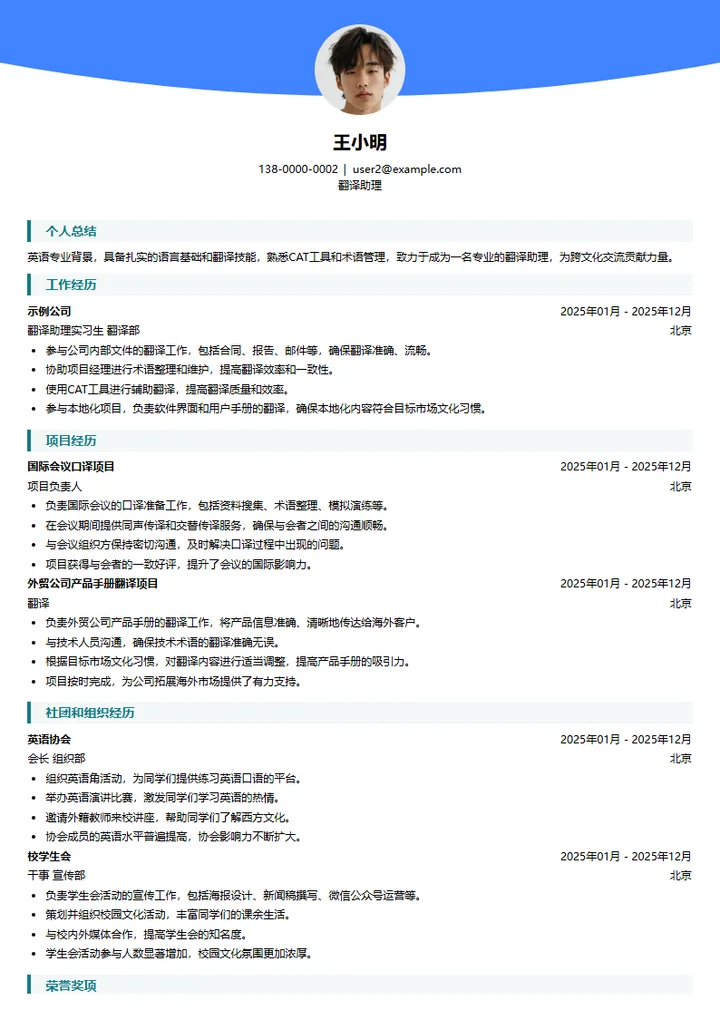 王小明
138-0000-0002 | user2@example.com
翻译助理
个人总结
英语专业背景，具备扎实的语言基础和翻译技能，熟悉CAT工具和术语管理，致力于成为一名专业的翻译助理，为跨文化交流贡献力量。
工作经历
示例公司 2025年01月 - 2025年12月
翻译助理实习生 翻译部 北京
• 参与公司内部文件的翻译工作，包括合同、报告、邮件等，确保翻译准确、流畅。
• 协助项目经理进行术语整理和维护，提高翻译效率和一致性。
• 使用CAT工具进行辅助翻译，提高翻译质量和效率。
• 参与本地化项目，负责软件界面和用户手册的翻译，确保本地化内容符合目标市场文化习惯。
项目经历
国际会议口译项目 2025年01月 - 2025年12月
项目负责人 北京
• 负责国际会议的口译准备工作，包括资料搜集、术语整理、模拟演练等。
• 在会议期间提供同声传译和交替传译服务，确保与会者之间的沟通顺畅。
• 与会议组织方保持密切沟通，及时解决口译过程中出现的问题。
• 项目获得与会者的一致好评，提升了会议的国际影响力。
外贸公司产品手册翻译项目 2025年01月 - 2025年12月
翻译 北京
• 负责外贸公司产品手册的翻译工作，将产品信息准确、清晰地传达给海外客户。
• 与技术人员沟通，确保技术术语的翻译准确无误。
• 根据目标市场文化习惯，对翻译内容进行适当调整，提高产品手册的吸引力。
• 项目按时完成，为公司拓展海外市场提供了有力支持。
社团和组织经历
英语协会 2025年01月 - 2025年12月
会长 组织部 北京
• 组织英语角活动，为同学们提供练习英语口语的平台。
• 举办英语演讲比赛，激发同学们学习英语的热情。
• 邀请外籍教师来校讲座，帮助同学们了解西方文化。
• 协会成员的英语水平普遍提高，协会影响力不断扩大。
校学生会 2025年01月 - 2025年12月
干事 宣传部 北京
• 负责学生会活动的宣传工作，包括海报设计、新闻稿撰写、微信公众号运营等。
• 策划并组织校园文化活动，丰富同学们的课余生活。
• 与校内外媒体合作，提高学生会的知名度。
• 学生会活动参与人数显著增加，校园文化氛围更加浓厚。
荣誉奖项